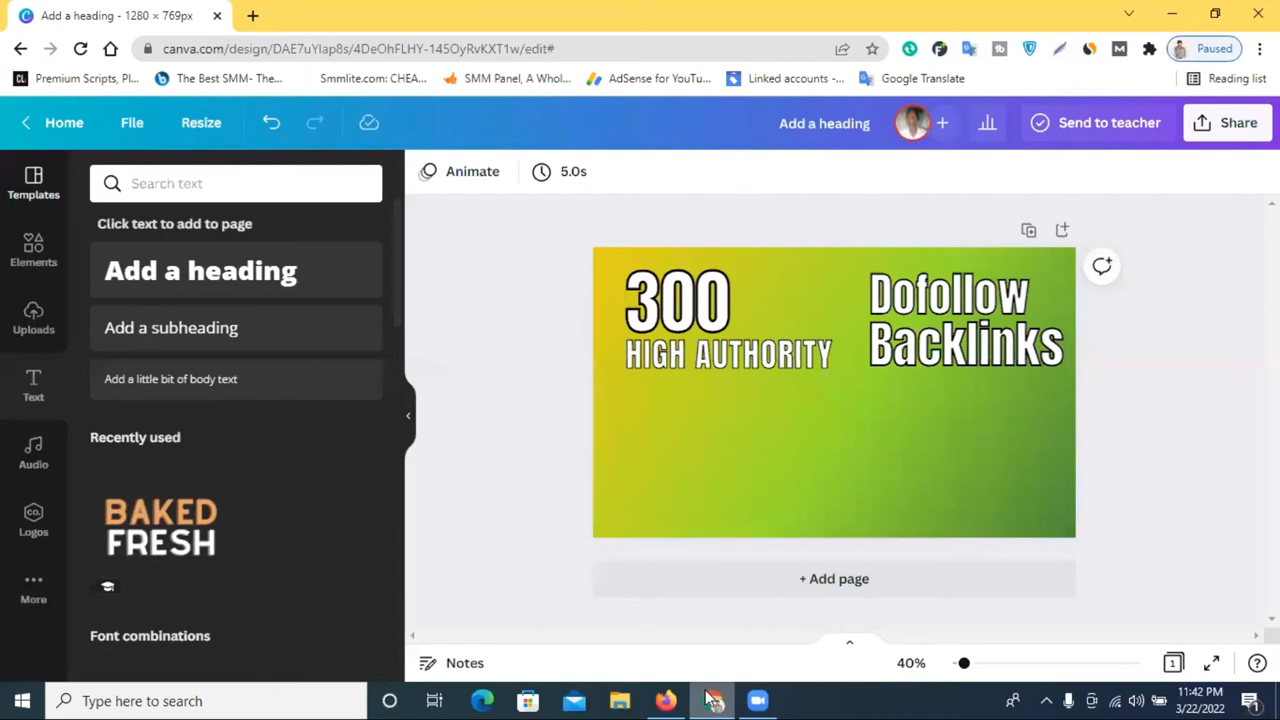 Add a heading - 1280 × 769px
canva.com/design/DAE7uYlap8s/4DeOhFLHY-145OyRvKXT1w/edit#
Paused
CL Premium Scripts, Pl...
The Best SMM- The...
Smmlite.com: CHEA...
SMM Panel, A Whol...
AdSense for YouTu...
Linked accounts -...
Google Translate
Reading list
Home
File
Resize
Add a heading
Send to teacher
Share
Templates
Elements
Uploads
Text
Audio
CO.
Logos
More
Search text
Click text to add to page
Add a heading
Add a subheading
Add a little bit of body text
Recently used
BAKED
FRESH
Font combinations
Animate
5.0s
300
HIGH AUTHORITY
Dofollow
Backlinks
+ Add page
Notes
40%
1
Type here to search
11:42 PM
3/22/2022
1